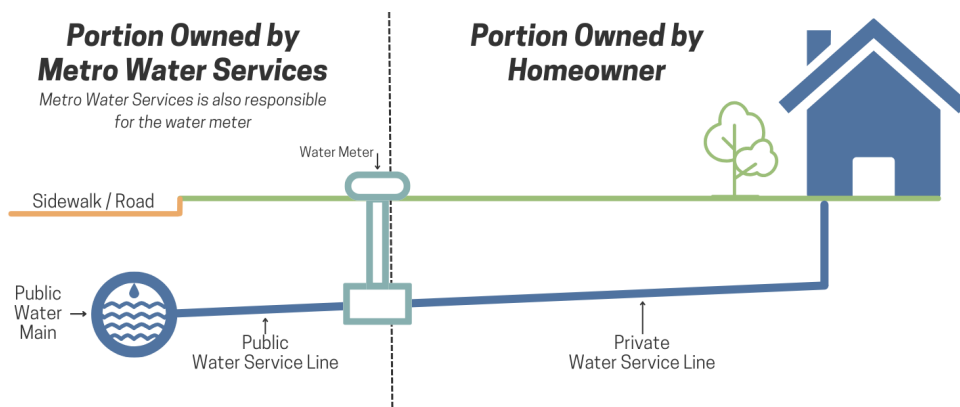 Portion Owned by
Metro Water Services
Metro Water Services is also responsible
for the water meter
Portion Owned by
Homeowner
Water Meter
Sidewalk / Road
Public
Water
Main
Public
Water Service Line
Private
Water Service Line